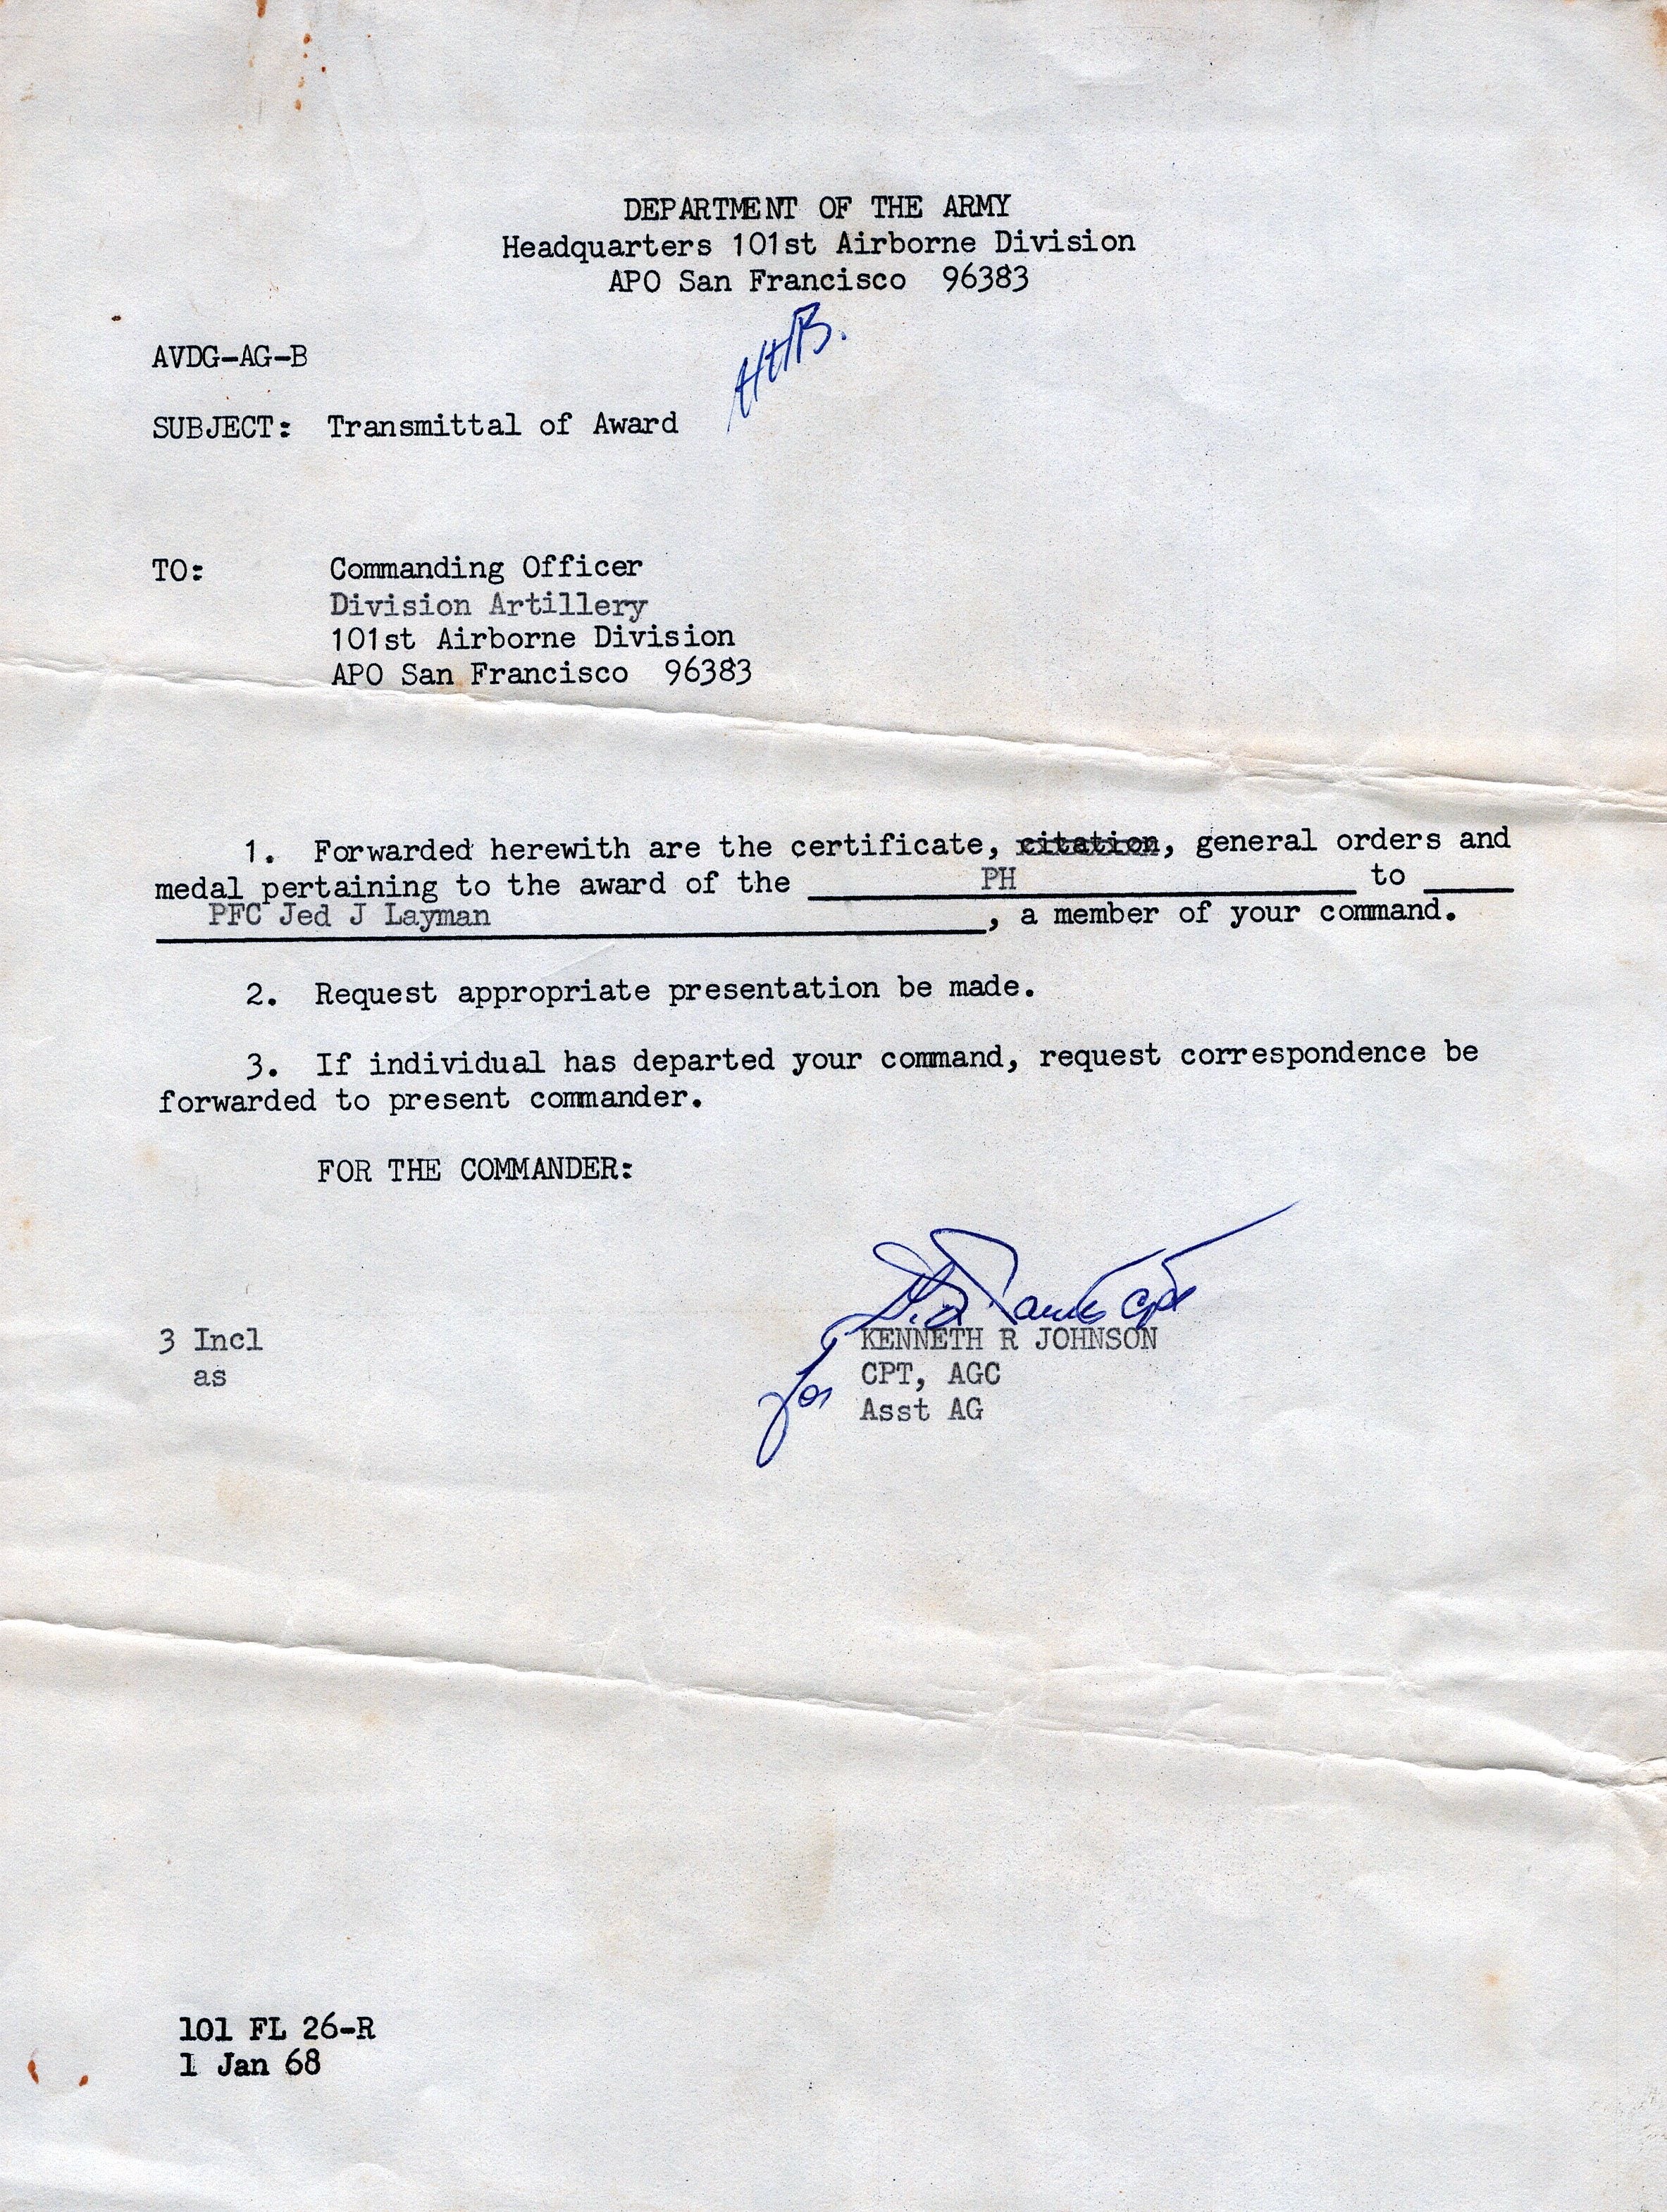 DEPARTMENT OF THE ARMY
Headquarters 101st Airborne Division
APO San Francisco 96383
HHB.
AVDG-AG-B
SUBJECT: Transmittal of Award
TO: Commanding Officer
Division Artillery
101st Airborne Division
APO San Francisco 96383
1. Forwarded herewith are the certificate, citation, general orders and
medal pertaining to the award of the PH to
PFC Jed J Layman, a member of your command.
2. Request appropriate presentation be made.
3. If individual has departed your command, request correspondence be
forwarded to present commander.
FOR THE COMMANDER:
cpt
3 Incl
as
for KENNETH R JOHNSON
CPT, AGC
Asst AG
101 FL 26-R
1 Jan 68